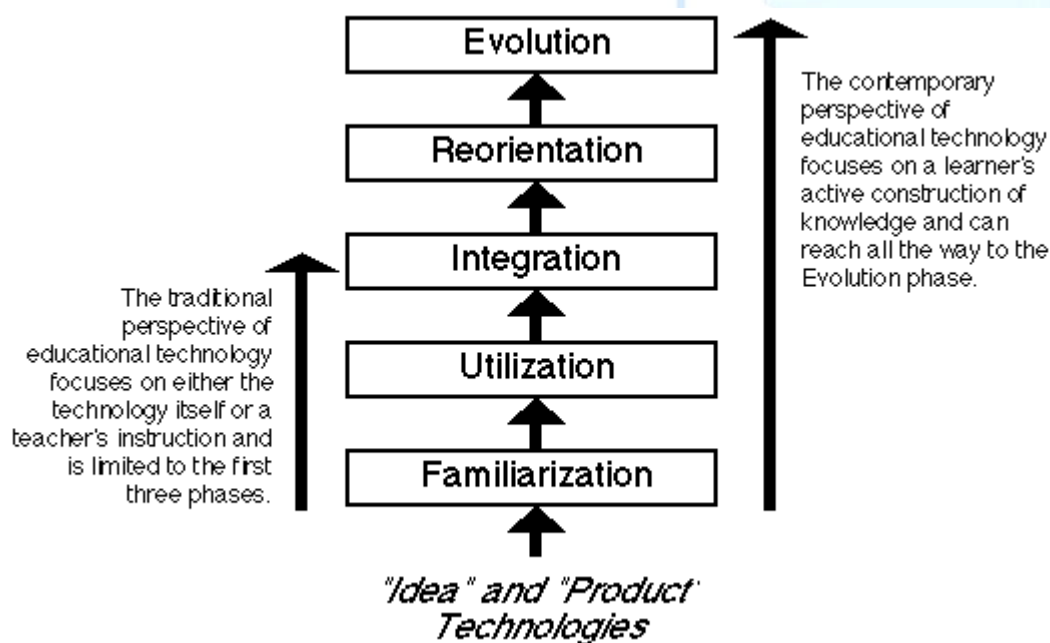 Evolution
Reorientation
Integration
Utilization
Familiarization
"Idea" and "Product"
Technologies
The traditional
perspective of
educational technology
focuses on either the
technology itself or a
teacher's instruction and
is limited to the first
three phases.
The contemporary
perspective of
educational technology
focuses on a learner's
active construction of
knowledge and can
reach all the way to the
Evolution phase.